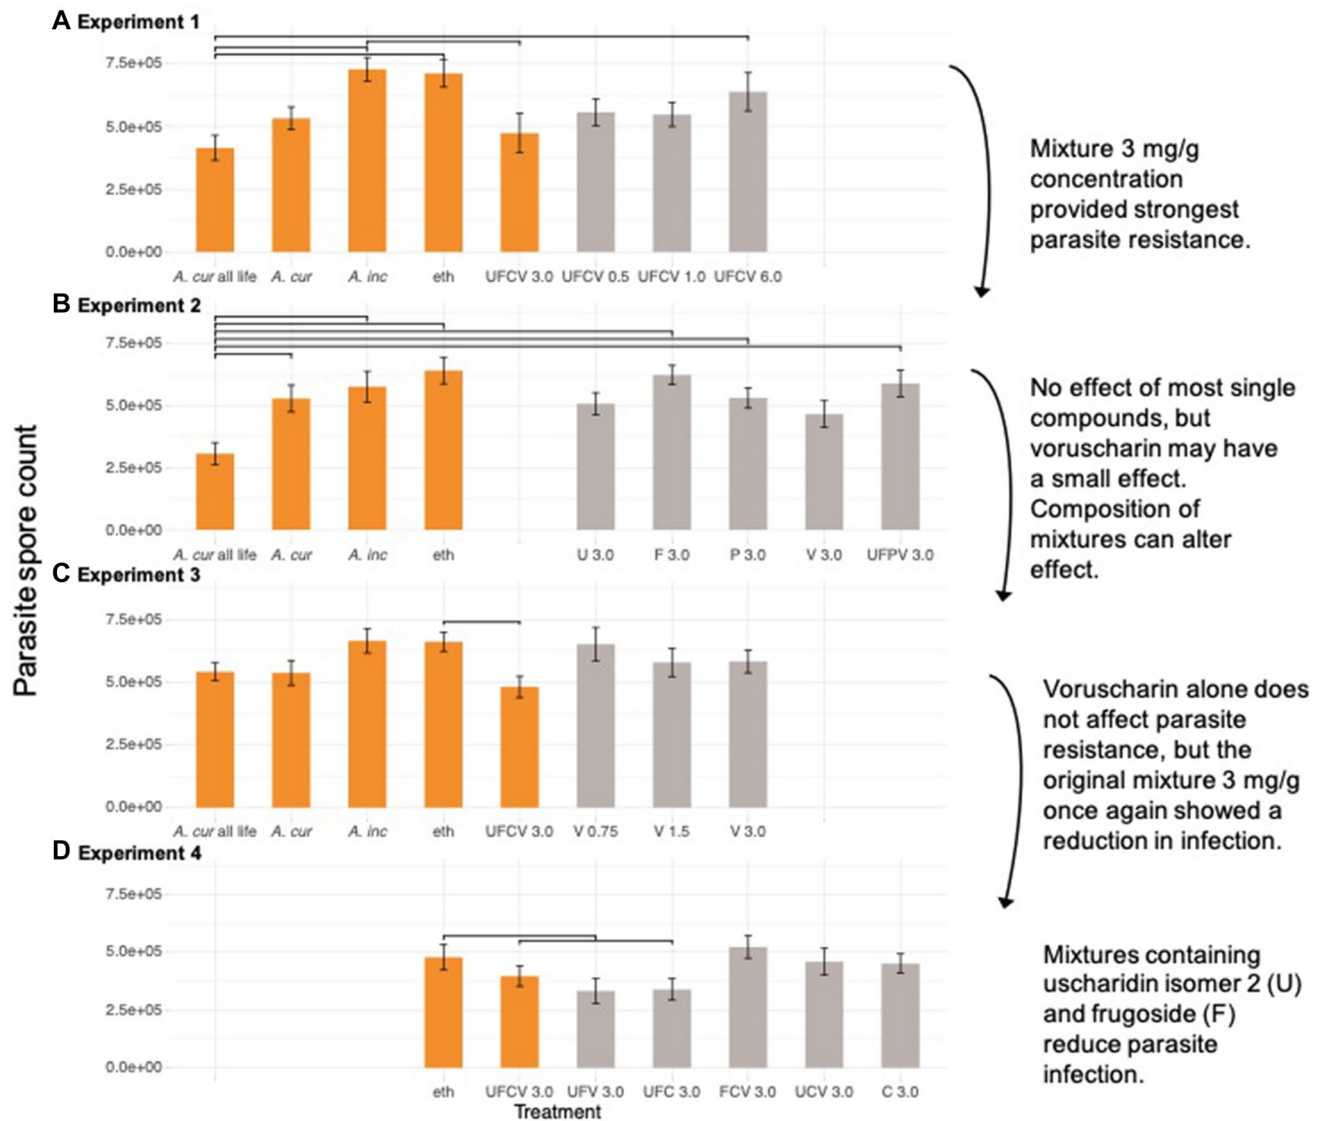 A Experiment 1
7.5e+05
5.0e+05
2.5e+05
0.0e+00
A. cur all life A. cur A. inc eth UFCV 3.0 UFCV 0.5 UFCV 1.0 UFCV 6.0
Mixture 3 mg/g
concentration
provided strongest
parasite resistance.
B Experiment 2
7.5e+05
5.0e+05
2.5e+05
0.0e+00
A. cur all life A. cur A. inc eth U 3.0 F 3.0 P 3.0 V 3.0 UFPV 3.0
No effect of most single
compounds, but
voruscharin may have
a small effect.
Composition of
mixtures can alter
effect.
Parasite spore count
C Experiment 3
7.5e+05
5.0e+05
2.5e+05
0.0e+00
A. cur all life A. cur A. inc eth UFCV 3.0 V 0.75 V 1.5 V 3.0
Voruscharin alone does
not affect parasite
resistance, but the
original mixture 3 mg/g
once again showed a
reduction in infection.
D Experiment 4
7.5e+05
5.0e+05
2.5e+05
0.0e+00
eth UFCV 3.0 UFV 3.0 UFC 3.0 FCV 3.0 UCV 3.0 C 3.0
Treatment
Mixtures containing
uscharidin isomer 2 (U)
and frugoside (F)
reduce parasite
infection.